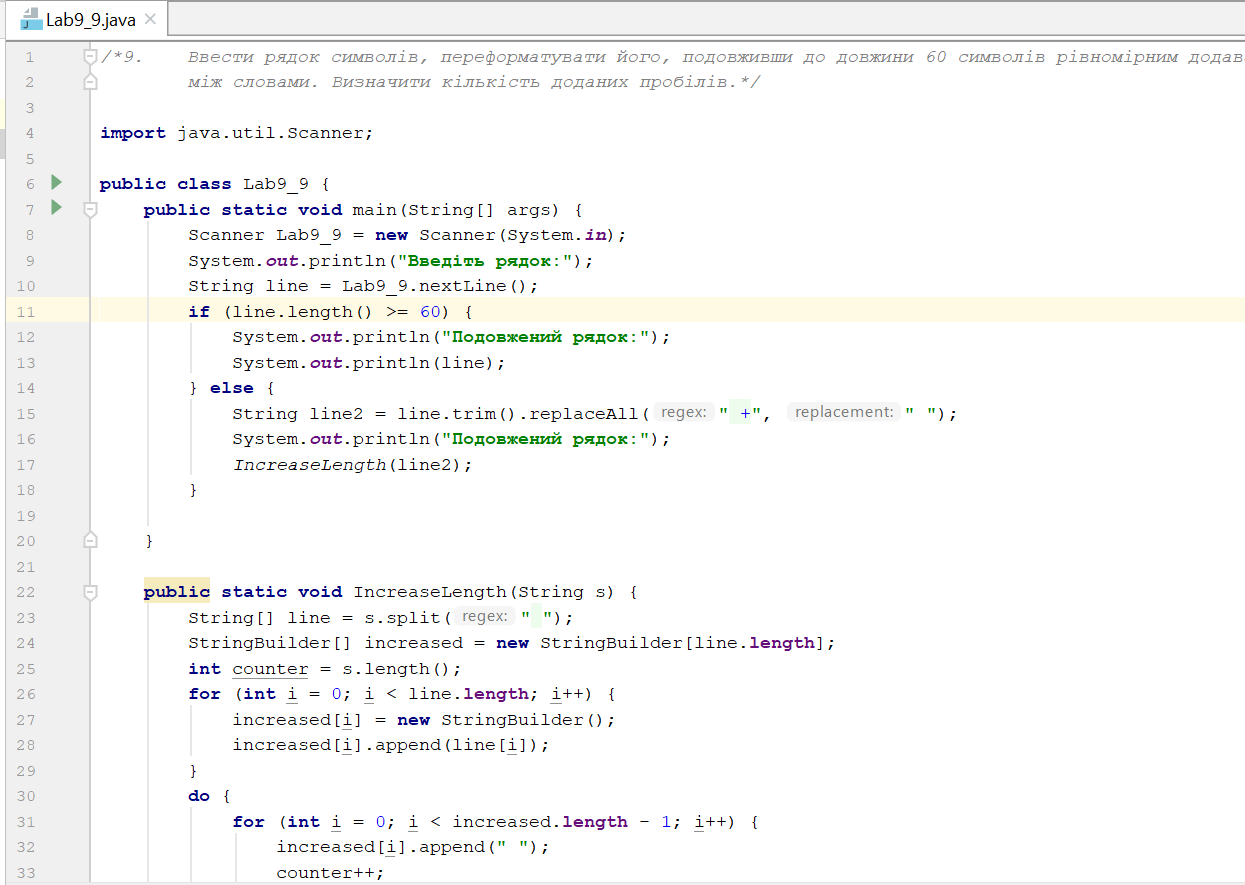 Lab9_9.java
1 /*9. Ввести рядок символів, переформатувати його, подовживши до довжини 60 символів рівномірним
2 між словами. Визначити кількість доданих пробілів.*/
3
4 import java.util.Scanner;
5
6 public class Lab9_9 {
7 public static void main(String[] args) {
8 Scanner Lab9_9 = new Scanner(System.in);
9 System.out.println("Введіть рядок:");
10 String line = Lab9_9.nextLine();
11 if (line.length() >= 60) {
12 System.out.println("Подовжений рядок:");
13 System.out.println(line);
14 } else {
15 String line2 = line.trim().replaceAll( regex: " +", replacement: " ");
16 System.out.println("Подовжений рядок:");
17 IncreaseLength(line2);
18 }
19
20 }
21
22 public static void IncreaseLength(String s) {
23 String[] line = s.split( regex: " ");
24 StringBuilder[] increased = new StringBuilder[line.length];
25 int counter = s.length();
26 for (int i = 0; i < line.length; i++) {
27 increased[i] = new StringBuilder();
28 increased[i].append(line[i]);
29 }
30 do {
31 for (int i = 0; i < increased.length - 1; i++) {
32 increased[i].append(" ");
33 counter++;